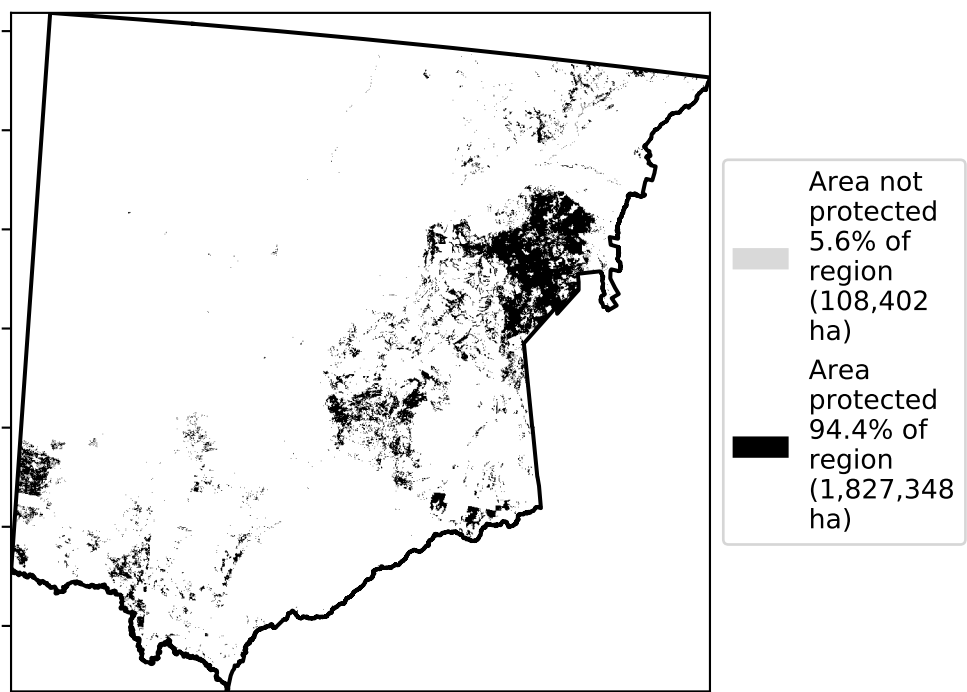 Area not
protected
5.6% of
region
(108,402
ha)
Area
protected
94.4% of
region
(1,827,348
ha)